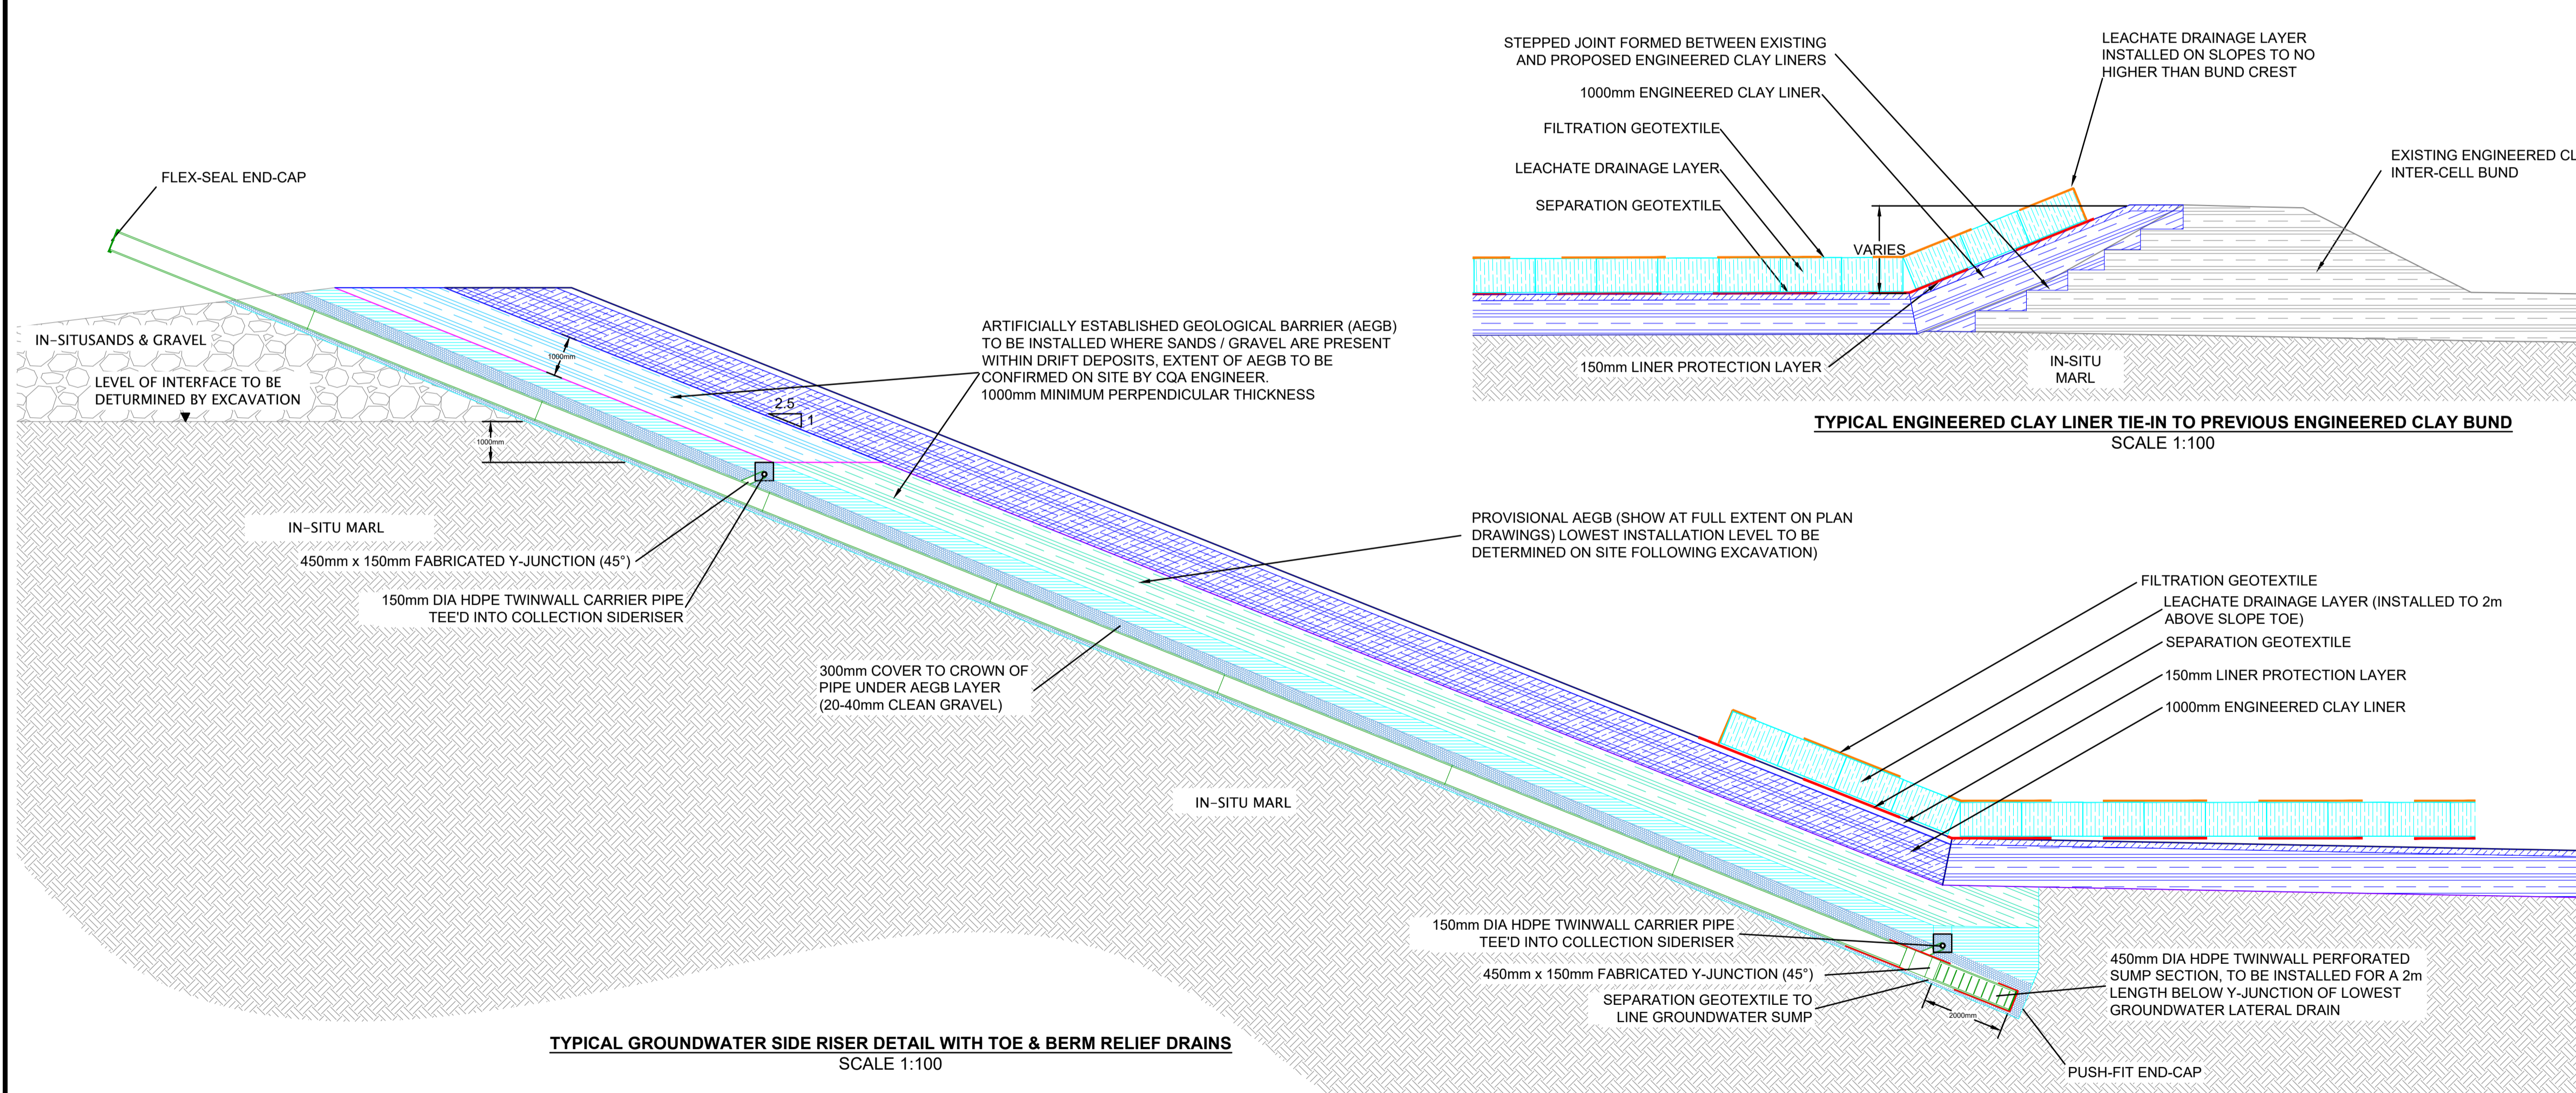 FLEX-SEAL END-CAP
IN-SITUSANDS & GRAVEL
LEVEL OF INTERFACE TO BE
DETURMINED BY EXCAVATION
1000mm
1000mm
2.5
1
ARTIFICIALLY ESTABLISHED GEOLOGICAL BARRIER (AEGB)
TO BE INSTALLED WHERE SANDS / GRAVEL ARE PRESENT
WITHIN DRIFT DEPOSITS, EXTENT OF AEGB TO BE
CONFIRMED ON SITE BY CQA ENGINEER.
1000mm MINIMUM PERPENDICULAR THICKNESS
IN-SITU MARL
450mm x 150mm FABRICATED Y-JUNCTION (45°)
150mm DIA HDPE TWINWALL CARRIER PIPE
TEE'D INTO COLLECTION SIDERISER
PROVISIONAL AEGB (SHOW AT FULL EXTENT ON PLAN
DRAWINGS) LOWEST INSTALLATION LEVEL TO BE
DETERMINED ON SITE FOLLOWING EXCAVATION)
300mm COVER TO CROWN OF
PIPE UNDER AEGB LAYER
(20-40mm CLEAN GRAVEL)
IN-SITU MARL
FILTRATION GEOTEXTILE
LEACHATE DRAINAGE LAYER (INSTALLED TO 2m
ABOVE SLOPE TOE)
SEPARATION GEOTEXTILE
150mm LINER PROTECTION LAYER
1000mm ENGINEERED CLAY LINER
150mm DIA HDPE TWINWALL CARRIER PIPE
TEE'D INTO COLLECTION SIDERISER
450mm x 150mm FABRICATED Y-JUNCTION (45°)
SEPARATION GEOTEXTILE TO
LINE GROUNDWATER SUMP
2000mm
450mm DIA HDPE TWINWALL PERFORATED
SUMP SECTION, TO BE INSTALLED FOR A 2m
LENGTH BELOW Y-JUNCTION OF LOWEST
GROUNDWATER LATERAL DRAIN
PUSH-FIT END-CAP
TYPICAL GROUNDWATER SIDE RISER DETAIL WITH TOE & BERM RELIEF DRAINS
SCALE 1:100
STEPPED JOINT FORMED BETWEEN EXISTING
AND PROPOSED ENGINEERED CLAY LINERS
1000mm ENGINEERED CLAY LINER
FILTRATION GEOTEXTILE
LEACHATE DRAINAGE LAYER
SEPARATION GEOTEXTILE
VARIES
LEACHATE DRAINAGE LAYER
INSTALLED ON SLOPES TO NO
HIGHER THAN BUND CREST
EXISTING ENGINEERED CL
INTER-CELL BUND
150mm LINER PROTECTION LAYER
IN-SITU
MARL
TYPICAL ENGINEERED CLAY LINER TIE-IN TO PREVIOUS ENGINEERED CLAY BUND
SCALE 1:100